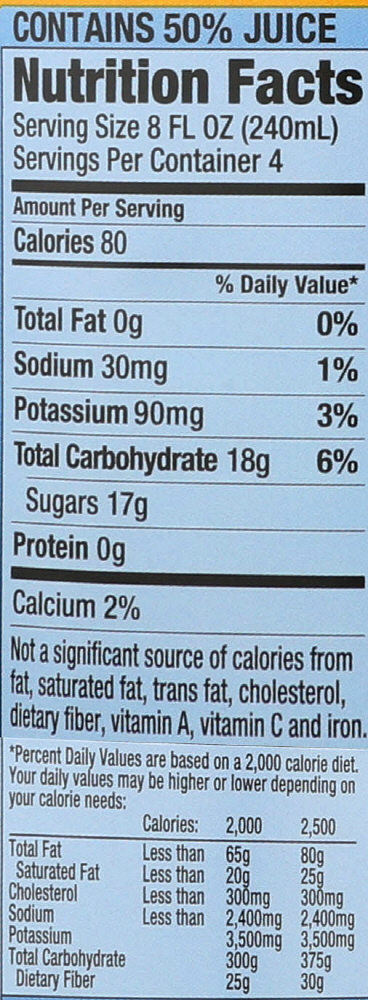 CONTAINS 50% JUICE
Nutrition Facts
Serving Size 8 FL OZ (240mL)
Servings Per Container 4
Amount Per Serving
Calories 80
% Daily Value*
Total Fat 0g 0%
Sodium 30mg 1%
Potassium 90mg 3%
Total Carbohydrate 18g 6%
Sugars 17g
Protein 0g
Calcium 2%
Not a significant source of calories from
fat, saturated fat, trans fat, cholesterol,
dietary fiber, vitamin A, vitamin C and iron.
*Percent Daily Values are based on a 2,000 calorie diet.
Your daily values may be higher or lower depending on
your calorie needs:
Calories: 2,000 2,500
Total Fat Less than 65g 80g
Saturated Fat Less than 20g 25g
Cholesterol Less than 300mg 300mg
Sodium Less than 2,400mg 2,400mg
Potassium 3,500mg 3,500mg
Total Carbohydrate 300g 375g
Dietary Fiber 25g 30g